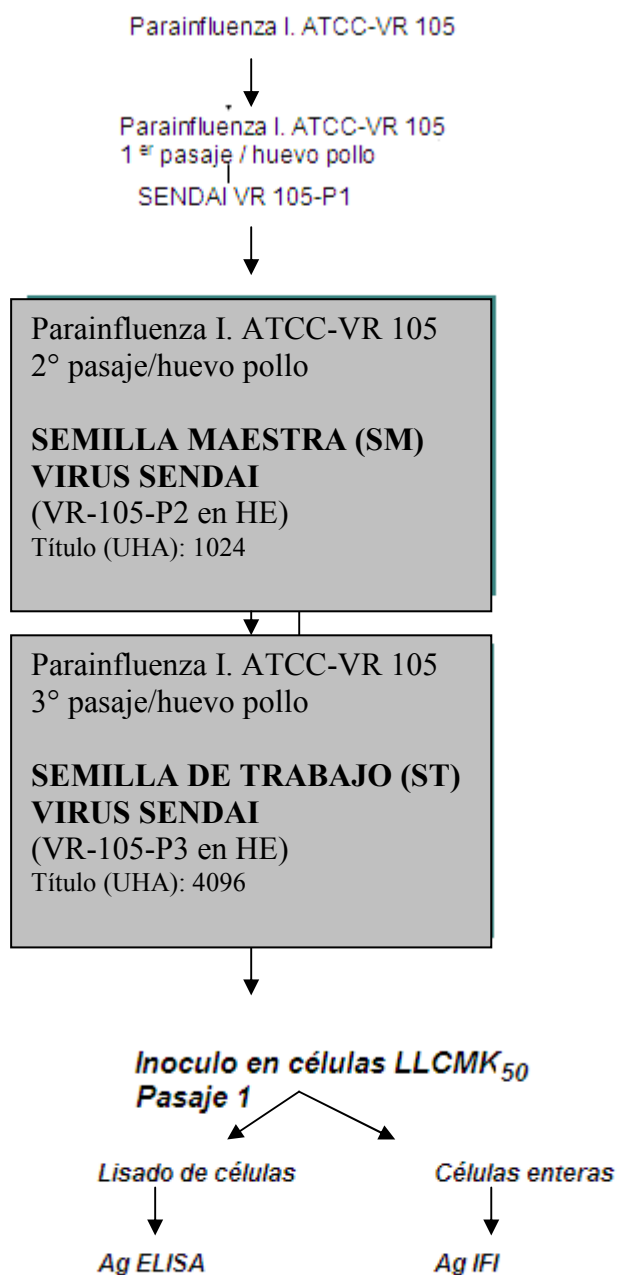 Parainfluenza I. ATCC-VR 105
Parainfluenza I. ATCC-VR 105
1 er pasaje / huevo pollo
SENDAI VR 105-P1
Parainfluenza I. ATCC-VR 105
2° pasaje/huevo pollo
SEMILLA MAESTRA (SM)
VIRUS SENDAI
(VR-105-P2 en HE)
Título (UHA): 1024
Parainfluenza I. ATCC-VR 105
3° pasaje/huevo pollo
SEMILLA DE TRABAJO (ST)
VIRUS SENDAI
(VR-105-P3 en HE)
Título (UHA): 4096
Inoculo en células LLCMK50
Pasaje 1
Lisado de células Células enteras
Ag ELISA Ag IFI